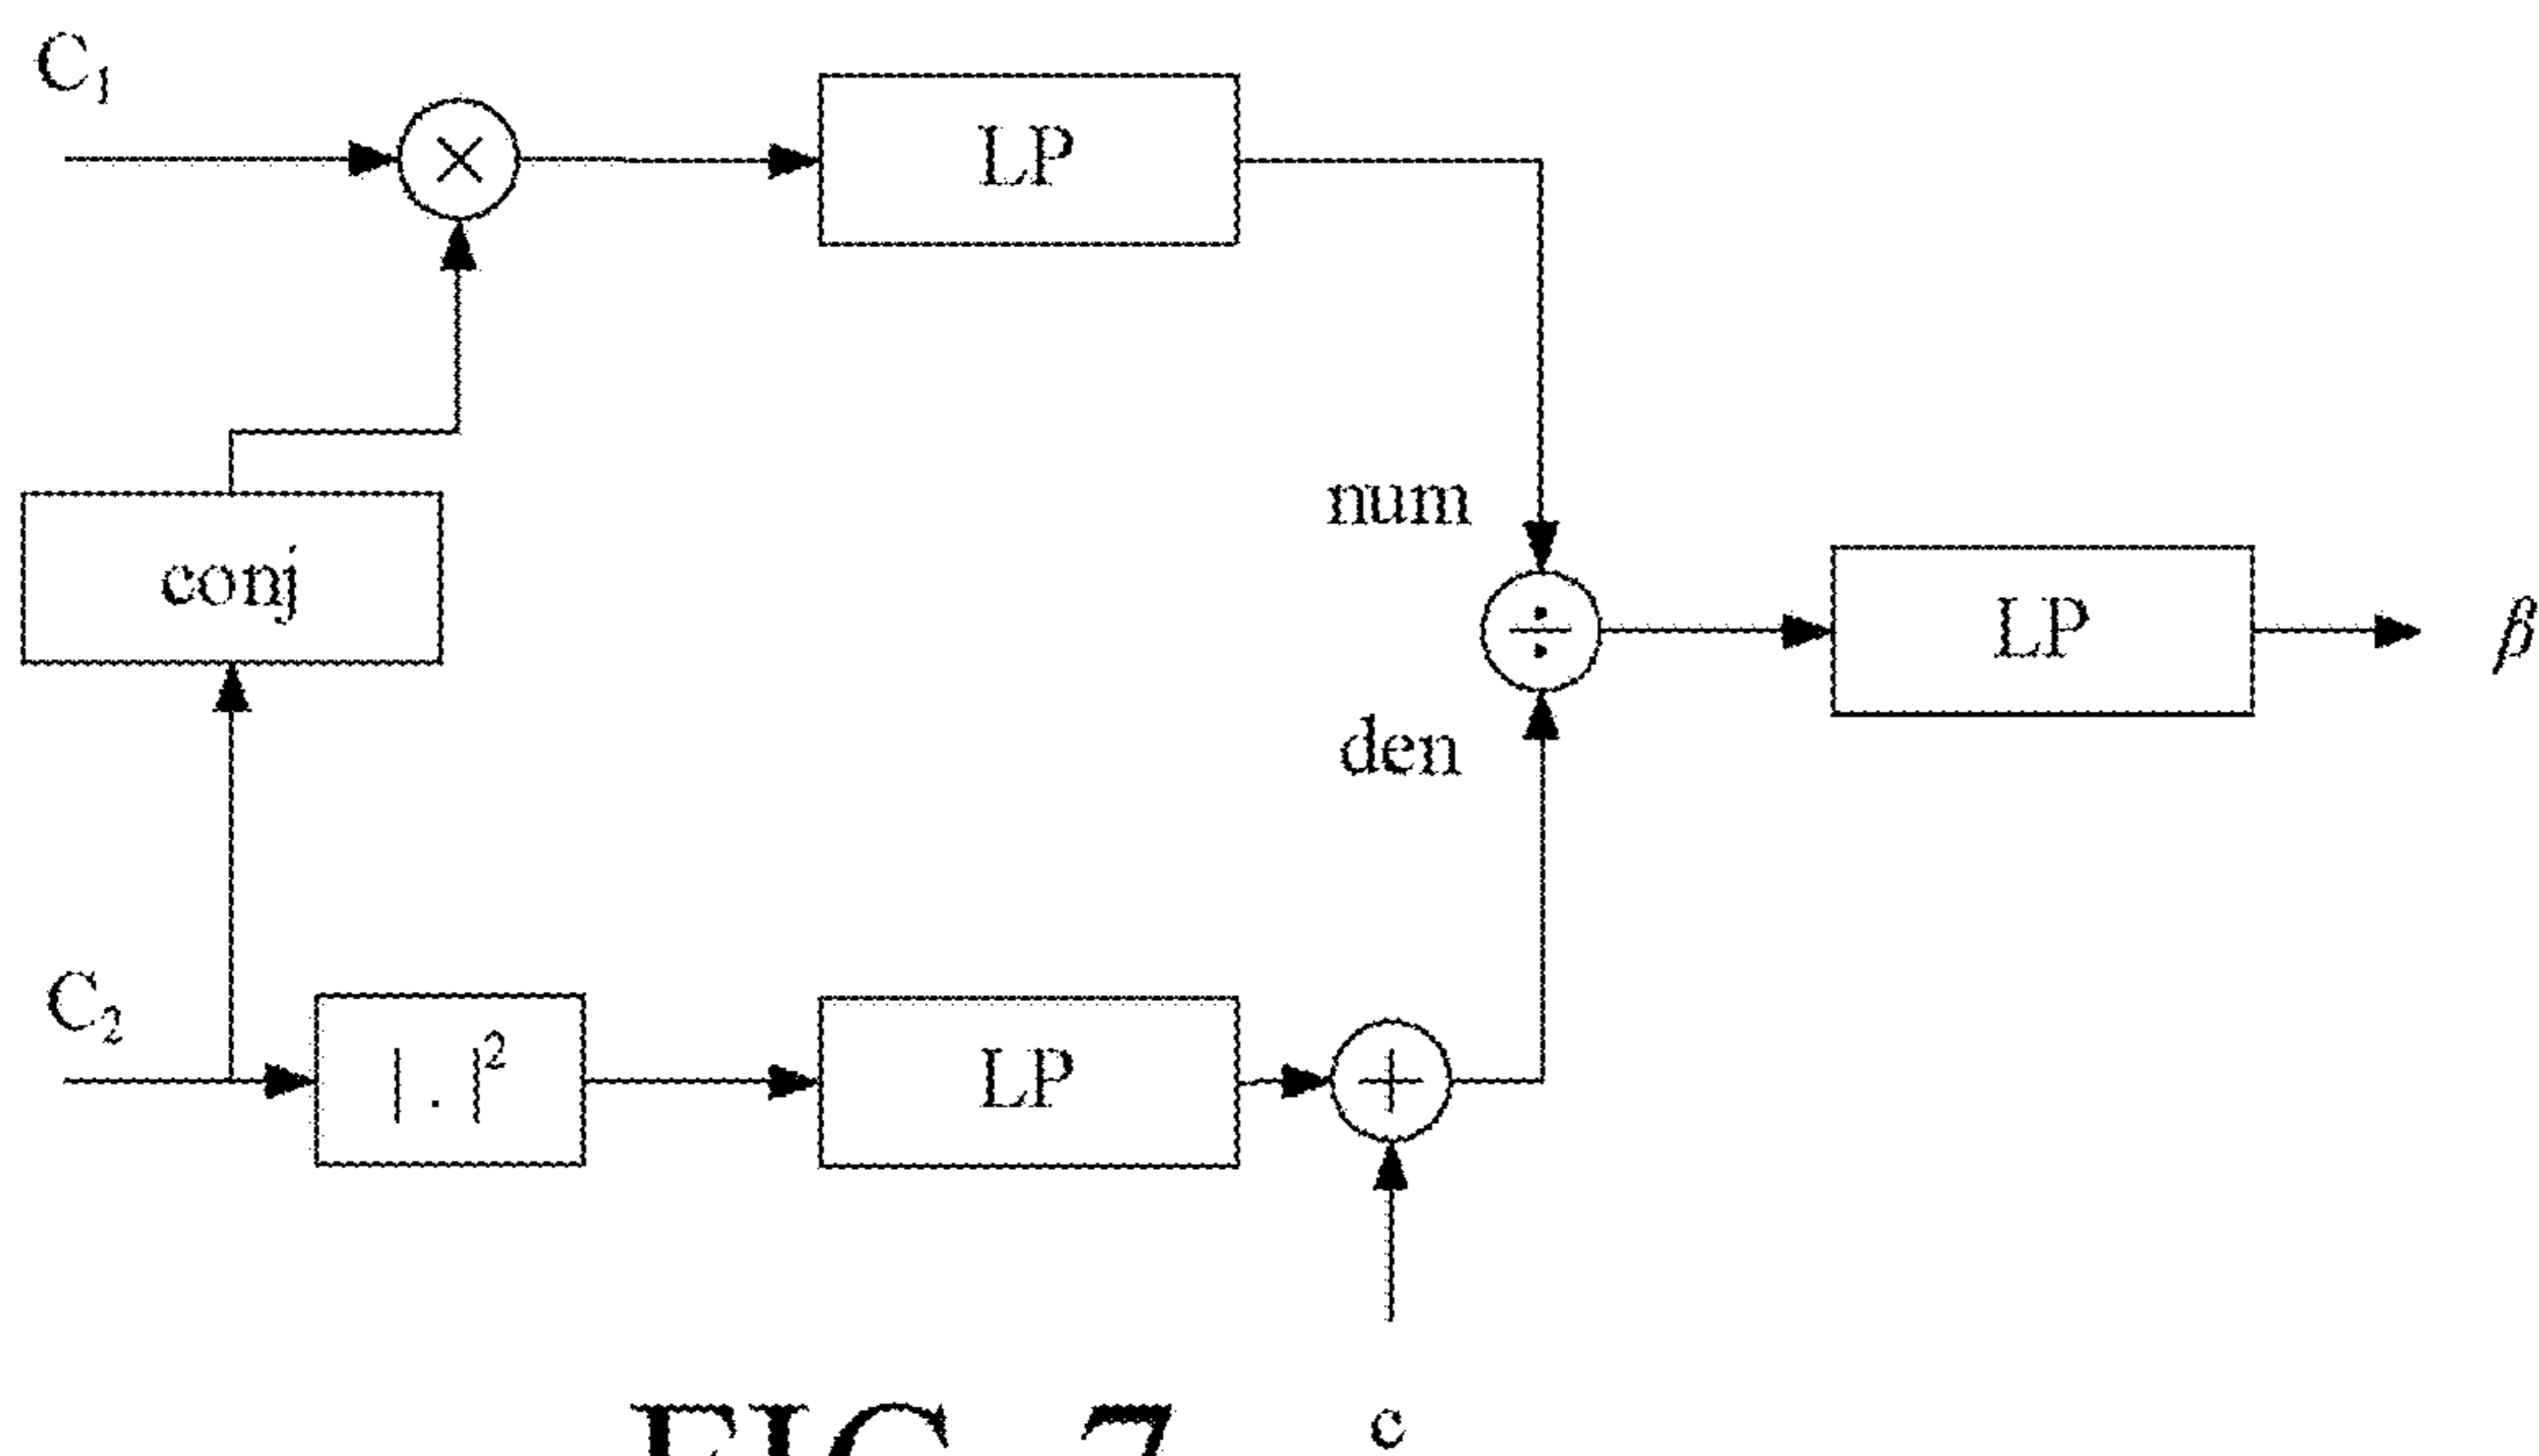 C₁
×
LP
conj
num
÷
LP
β
den
C₂
|.|²
LP
+
c
FIG. 7